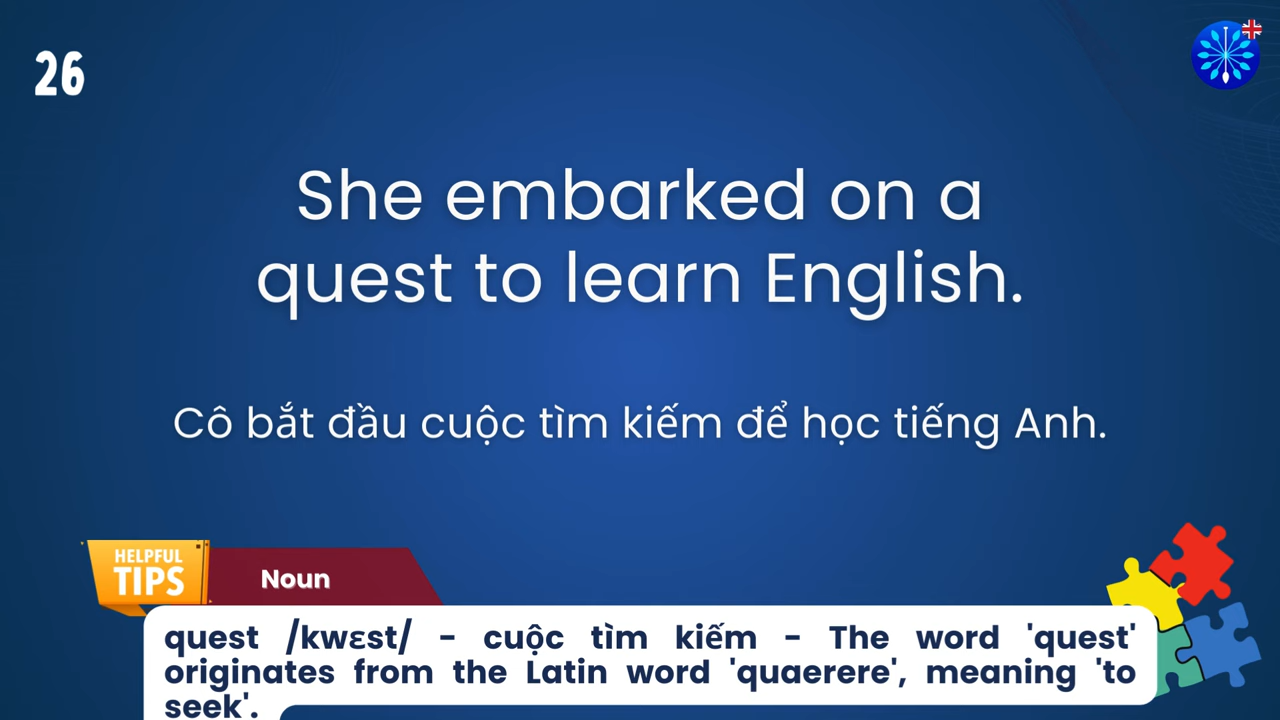 26
She embarked on a
quest to learn English.
Cô bắt đầu cuộc tìm kiếm để học tiếng Anh.
HELPFUL
TIPS
Noun
quest /kwɛst/ - cuộc tìm kiếm - The word 'quest'
originates from the Latin word 'quaerere', meaning 'to
seek'.